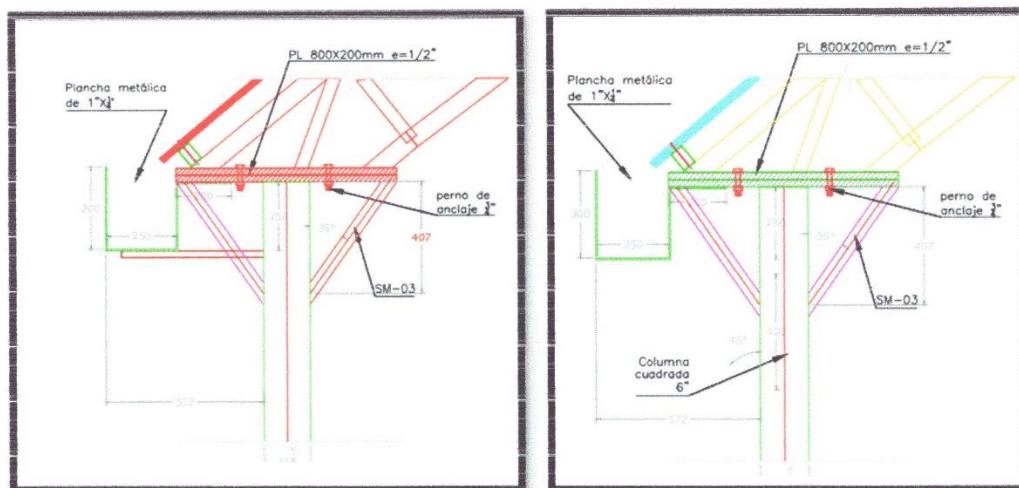 PL 800X200mm e=1/2"
Plancha metálica
de 1"X¼"
300
250
250
35°
perno de
anclaje ¾"
407
SM-03
572
PL 800X200mm e=1/2"
Plancha metálica
de 1"X¼"
300
250
35°
perno de
anclaje ¾"
407
SM-03
45°
Columna
cuadrada
6"
572